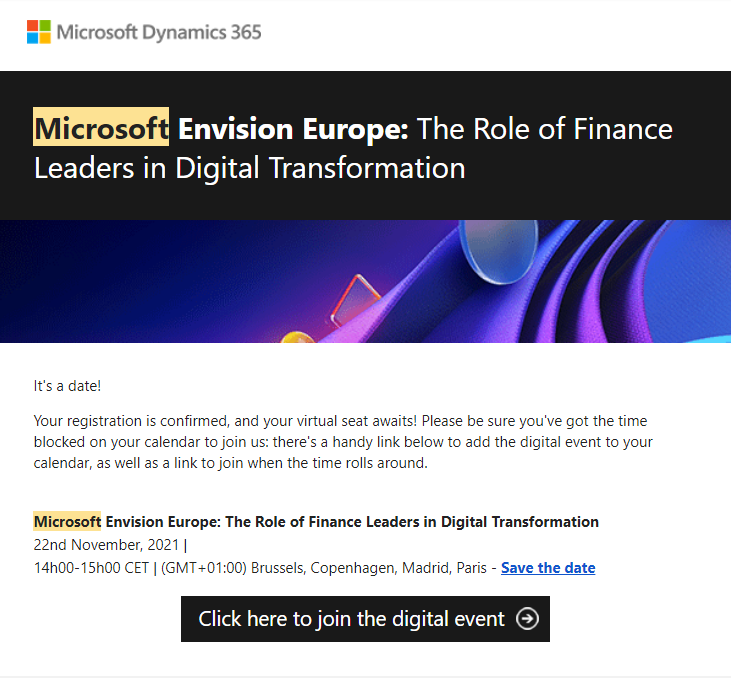 Microsoft Dynamics 365
Microsoft Envision Europe: The Role of Finance
Leaders in Digital Transformation
It's a date!
Your registration is confirmed, and your virtual seat awaits! Please be sure you've got the time
blocked on your calendar to join us: there's a handy link below to add the digital event to your
calendar, as well as a link to join when the time rolls around.
Microsoft Envision Europe: The Role of Finance Leaders in Digital Transformation
22nd November, 2021 |
14h00-15h00 CET | (GMT+01:00) Brussels, Copenhagen, Madrid, Paris - Save the date
Click here to join the digital event